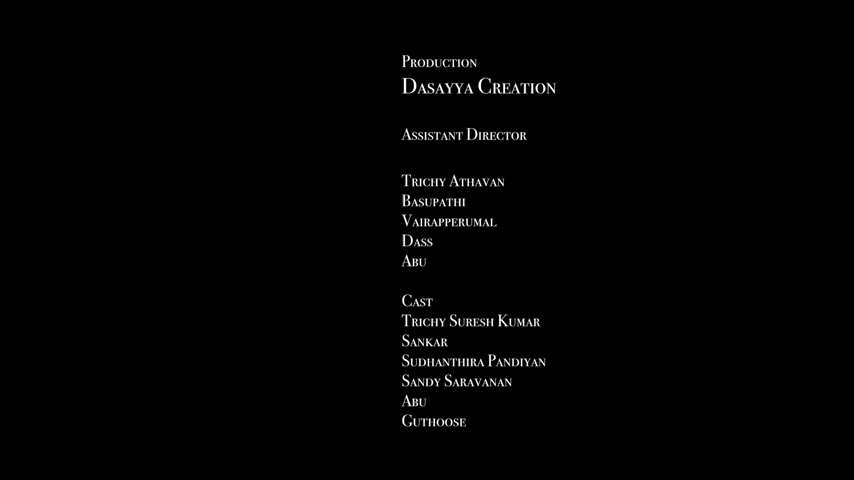 Production
Dasayya Creation
Assistant Director
Trichy Athavan
Basupathi
Vairapperumal
Dass
Abu
Cast
Trichy Suresh Kumar
Sankar
Sudhanthira Pandiyan
Sandy Saravanan
Abu
Guthoose